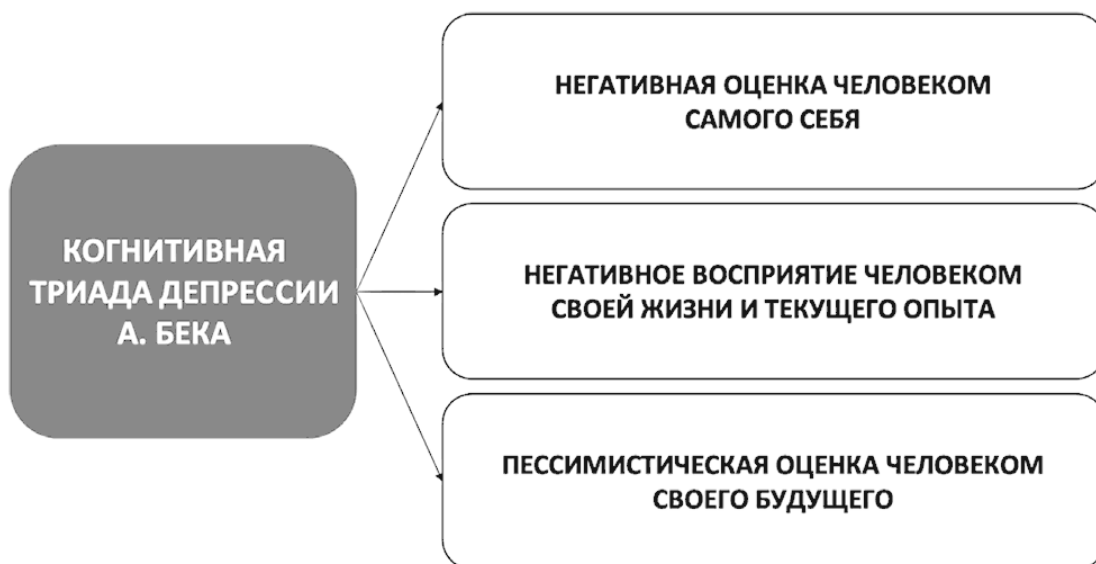 КОГНИТИВНАЯ
ТРИАДА ДЕПРЕССИИ
А. БЕКА
НЕГАТИВНАЯ ОЦЕНКА ЧЕЛОВЕКОМ
САМОГО СЕБЯ
НЕГАТИВНОЕ ВОСПРИЯТИЕ ЧЕЛОВЕКОМ
СВОЕЙ ЖИЗНИ И ТЕКУЩЕГО ОПЫТА
ПЕССИМИСТИЧЕСКАЯ ОЦЕНКА ЧЕЛОВЕКОМ
СВОЕГО БУДУЩЕГО